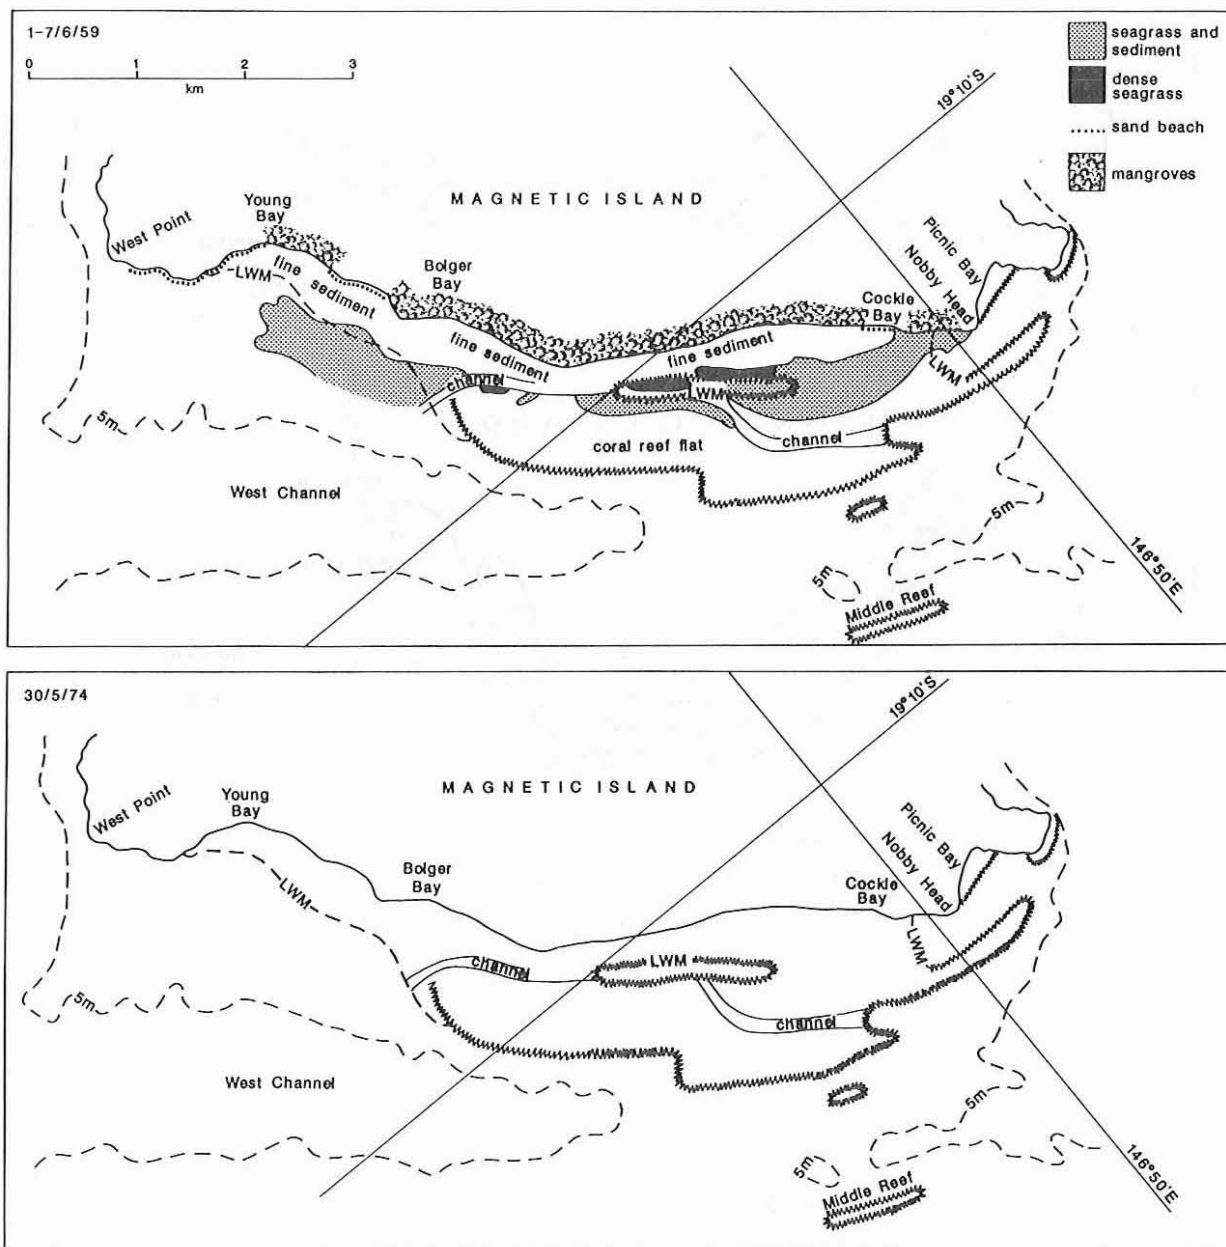 1-7/6/59
0 1 2 3
km
seagrass and
sediment
dense
seagrass
sand beach
mangroves
19°10'S
MAGNETIC ISLAND
Young
Bay
West Point
LWM
fine
sediment
Bolger
Bay
fine sediment
fine sediment
Cockle
Bay
Picnic Bay
Nobby Head
LWM
channel
LWM
channel
coral reef flat
5m
West Channel
5m
5m
146°50'E
Middle Reef
30/5/74
19°10'S
MAGNETIC ISLAND
Young
Bay
West Point
LWM
Bolger
Bay
Cockle
Bay
Picnic Bay
Nobby Head
LWM
channel
LWM
channel
5m
West Channel
5m
5m
146°50'E
Middle Reef